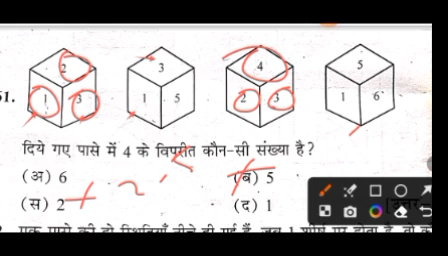 2 3 4 5
51. 1 3 1 5 2 3 1 6
दिये गए पासे में 4 के विपरीत कौन-सी संख्या है?
(अ) 6 (ब) 5
(स) 2 (द) 1